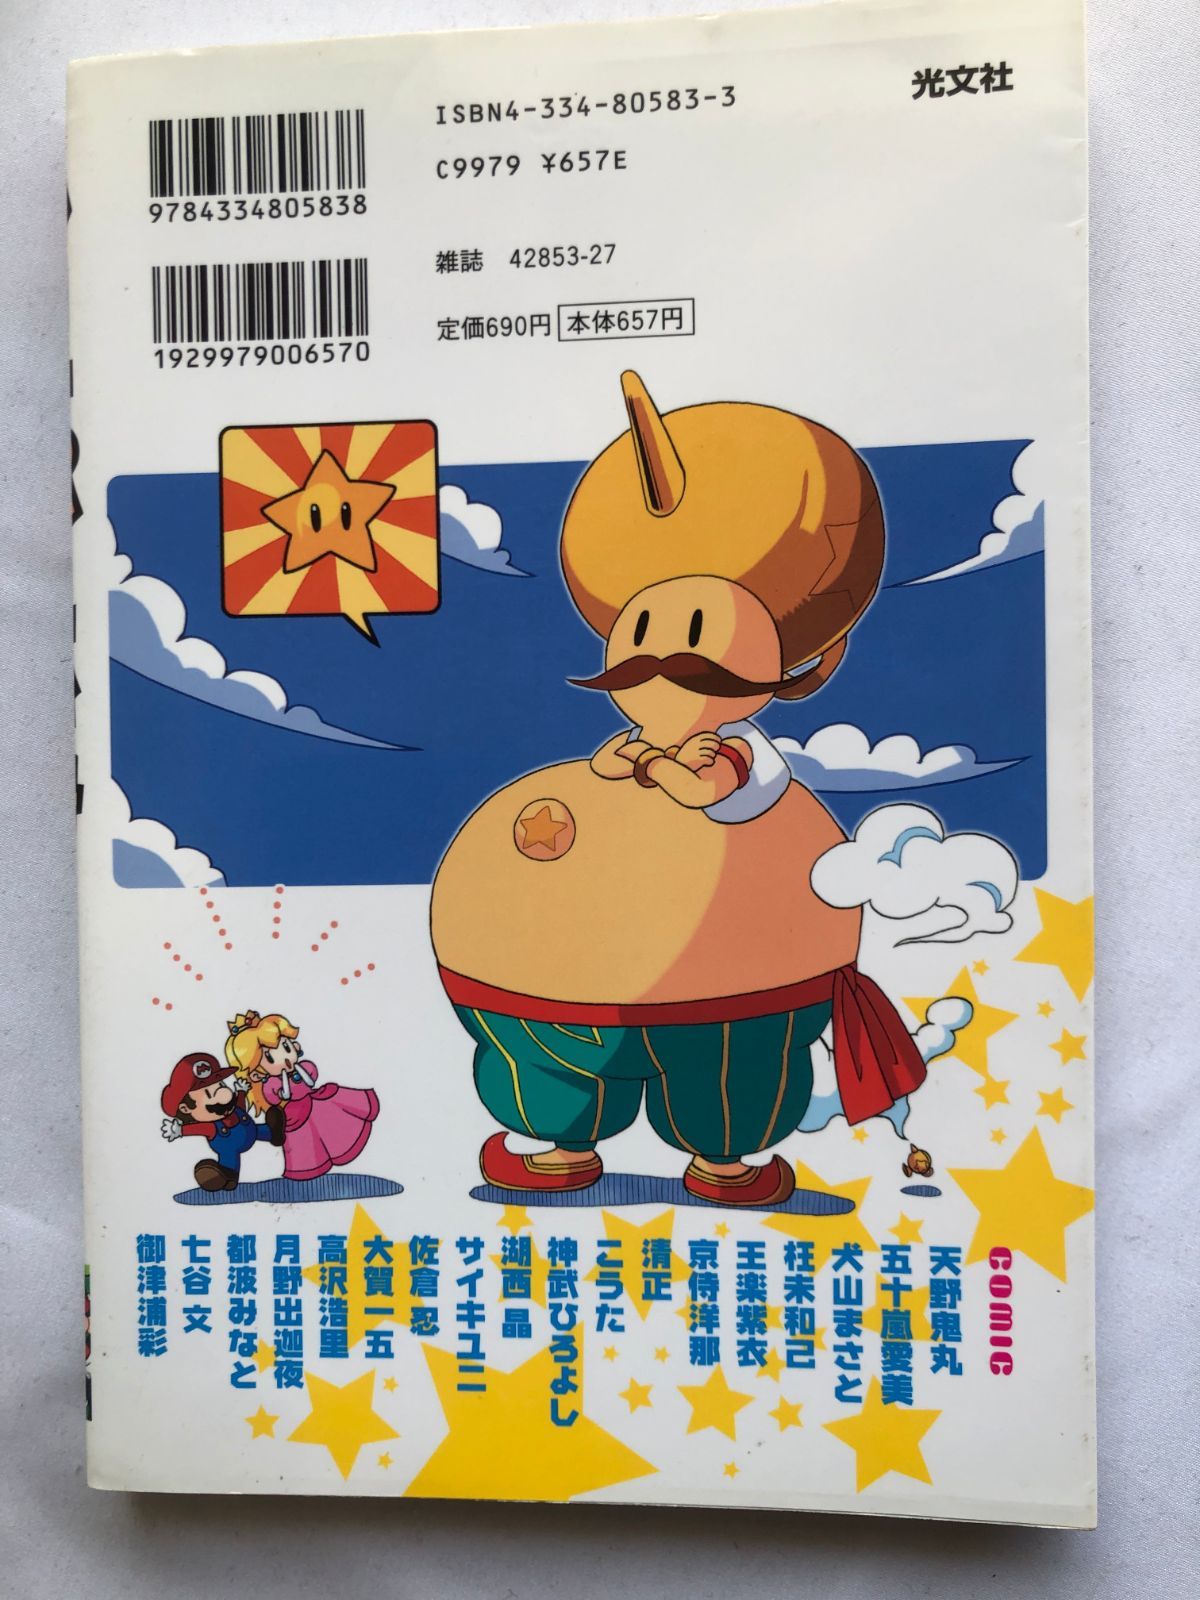 光文社
ISBN4-334-80583-3
C9979 ¥657E
9784334805838
雑誌 42853-27
定価690円 本体657円
1929979006570
M
COMIC
天野鬼丸
五十嵐愛美
犬山まさと
枉末和己
王楽紫衣
京侍洋那
清正
こうた
神武ひろよし
湖西晶
サイキユニ
佐倉忍
大賀一五
高沢浩里
月野出迦夜
都波みなと
七谷文
御津浦彩